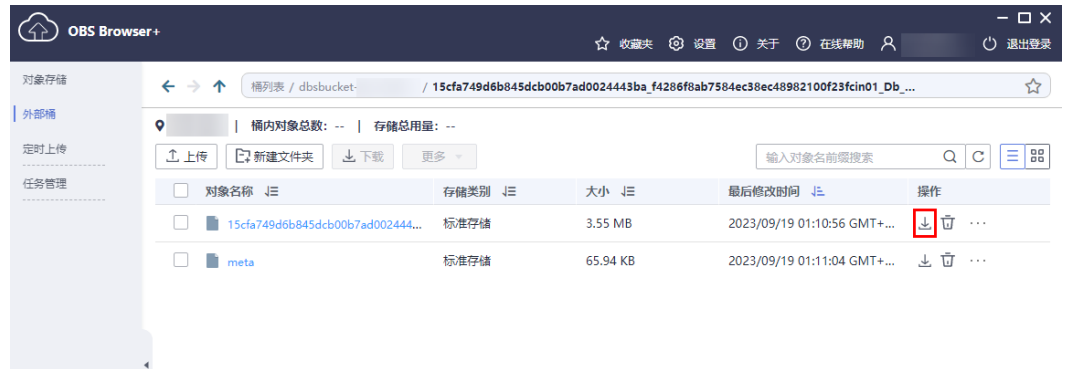 OBS Browser+
收藏夹 设置 关于 在线帮助 退出登录
对象存储
外部桶
定时上传
任务管理
桶列表 / dbsbucket- / 15cfa749d6b845dcb00b7ad0024443ba_f4286f8ab7584ec38ec48982100f23fcin01_Db_...
| 桶内对象总数: -- | 存储总用量: --
上传 新建文件夹 下载 更多 输入对象名前缀搜索
对象名称 存储类别 大小 最后修改时间 操作
15cfa749d6b845dcb00b7ad002444... 标准存储 3.55 MB 2023/09/19 01:10:56 GMT+... ...
meta 标准存储 65.94 KB 2023/09/19 01:11:04 GMT+... ...